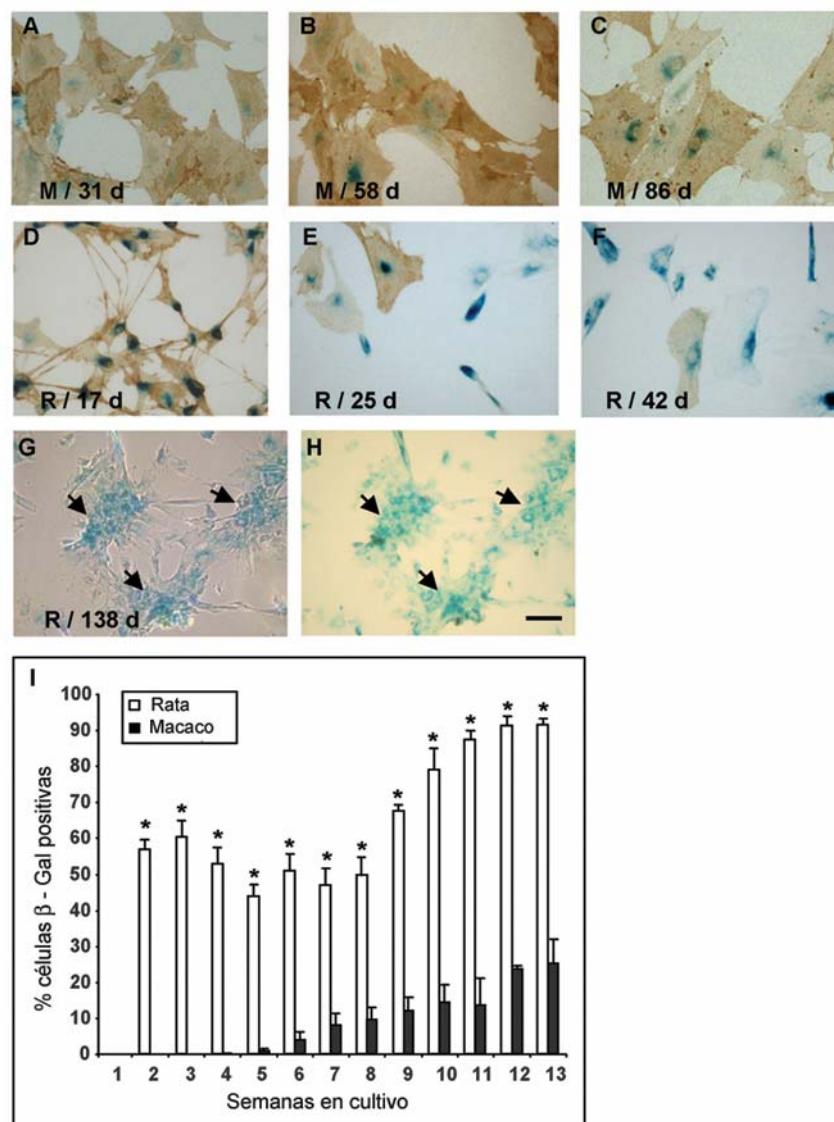 A
B
C
M / 31 d
M / 58 d
M / 86 d
D
E
F
R / 17 d
R / 25 d
R / 42 d
G
H
R / 138 d
I
100
90
80
70
60
50
40
30
20
10
0
% células β - Gal positivas
Rata
Macaco
* * * * * * * * * * * *
1 2 3 4 5 6 7 8 9 10 11 12 13
Semanas en cultivo